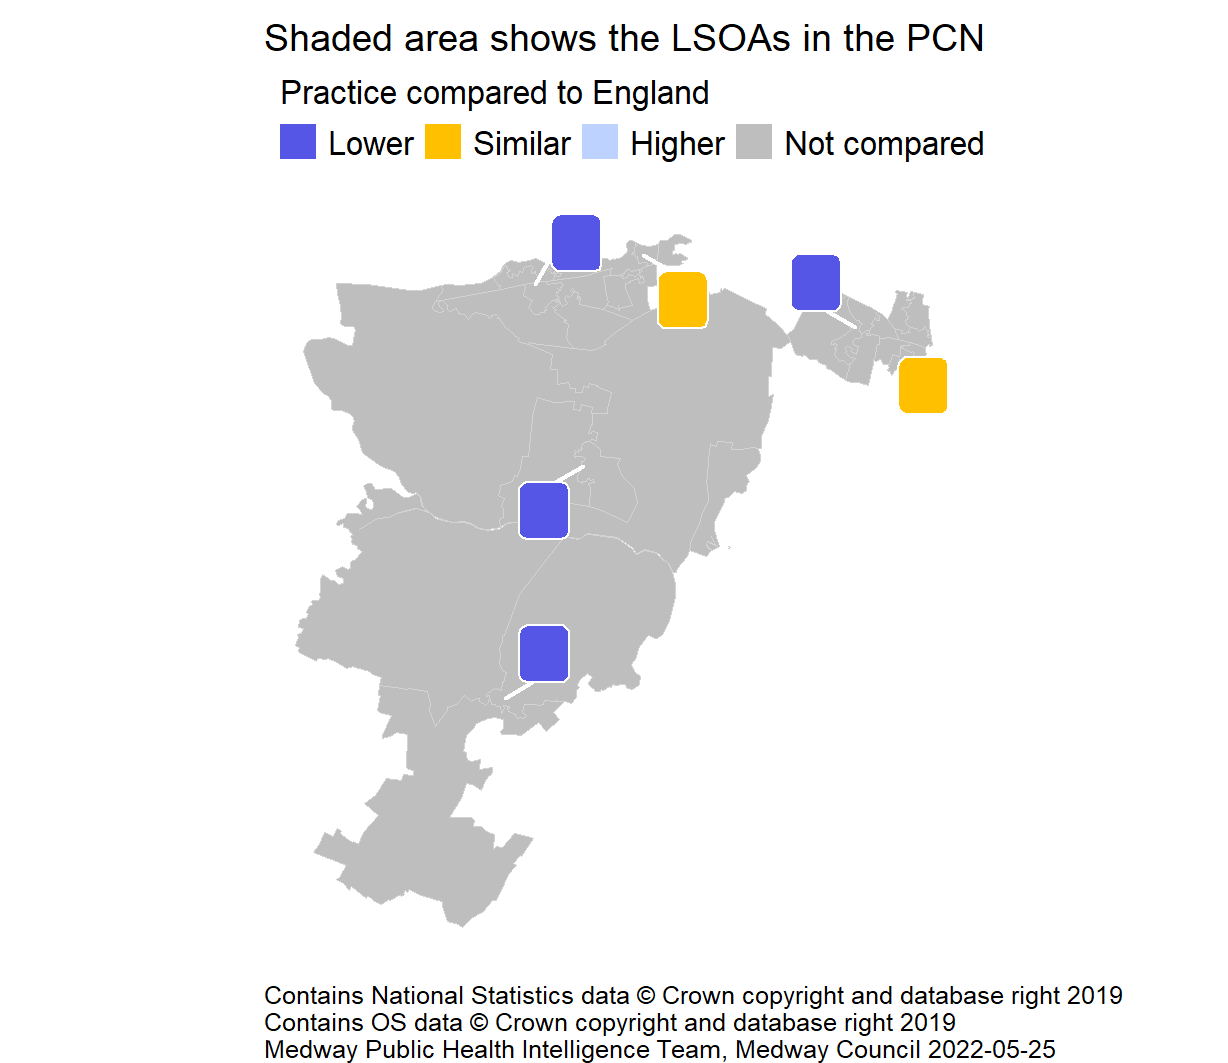 Shaded area shows the LSOAs in the PCN
Practice compared to England
Lower Similar Higher Not compared
Contains National Statistics data © Crown copyright and database right 2019
Contains OS data © Crown copyright and database right 2019
Medway Public Health Intelligence Team, Medway Council 2022-05-25